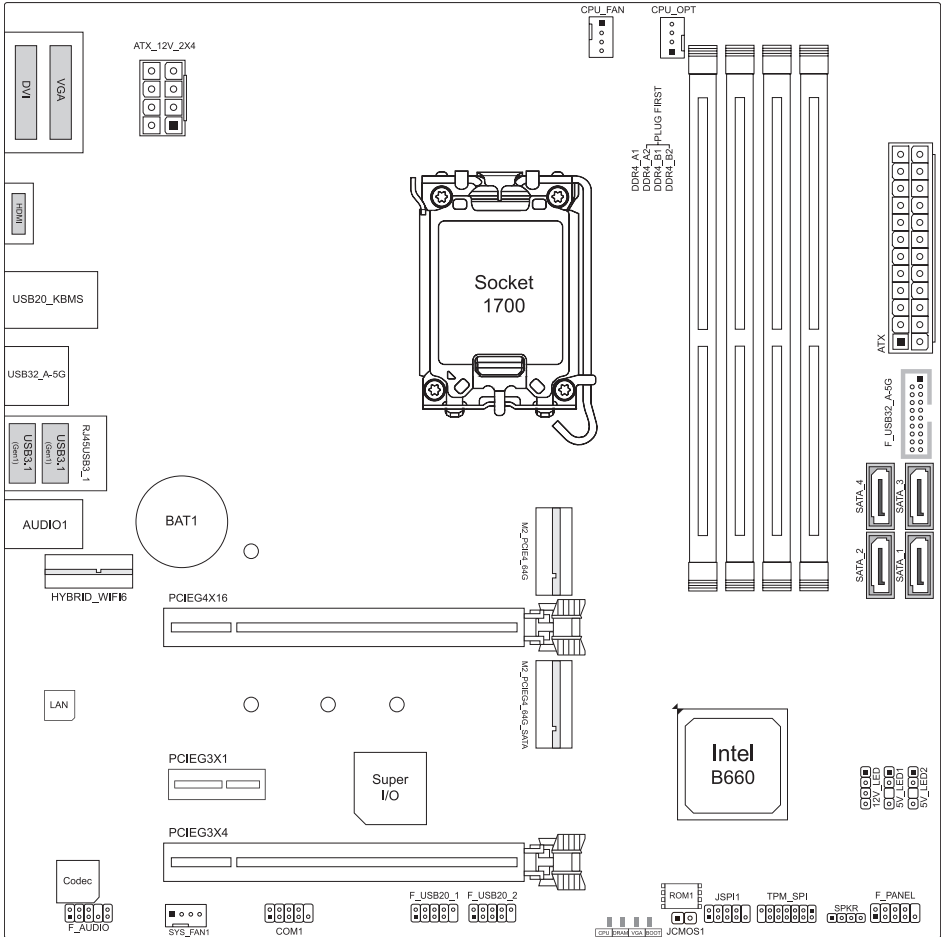 CPU_FAN
CPU_OPT
ATX_12V_2X4
DVI
VGA
PLUG FIRST
DDR4_A1
DDR4_A2
DDR4_B1
DDR4_B2
HDMI
Socket
1700
USB20_KBMS
ATX
USB32_A-5G
F_USB32_A-5G
USB3.1
(Gen1)
USB3.1
(Gen1)
RJ45USB3_1
SATA_4
SATA_3
AUDIO1
BAT1
M2_PCIE4_64G
SATA_2
SATA_1
HYBRID_WIFI6
PCIEG4X16
LAN
M2_PCIEG4_64G_SATA
Intel
B660
PCIEG3X1
Super
I/O
12V_LED
5V_LED1
5V_LED2
PCIEG3X4
Codec
F_AUDIO
SYS_FAN1
COM1
F_USB20_1
F_USB20_2
CPU
DRAM
VGA
BOOT
ROM1
JCMOS1
JSPI1
TPM_SPI
SPKR
F_PANEL